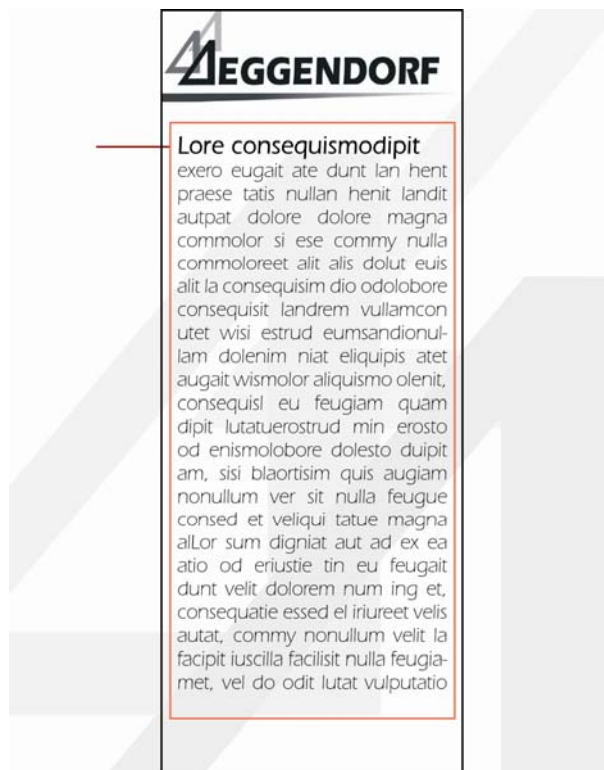 EGGENDORF
Lore consequismodipit
exero eugait ate dunt lan hent
praese tatis nullan henit landit
autpat dolore dolore magna
commolor si ese commy nulla
commoloreet alit alis dolut euis
alit la consequisim dio odolobore
consequisit landrem vullamcon
utet wisi estrud eumsandionul-
lam dolenim niat eliquipis atet
augait wismolor aliquismo olenit,
consequisl eu feugiam quam
dipit lutatuerostrud min erosto
od enismolobore dolesto duipit
am, sisi blaortisim quis augiam
nonullum ver sit nulla feugue
consed et veliqui tatue magna
alLor sum digniat aut ad ex ea
atio od eriustie tin eu feugait
dunt velit dolorem num ing et,
consequatie essed el iriureet velis
autat, commy nonullum velit la
facipit iuscilla facilisit nulla feugia-
met, vel do odit lutat vulputatio